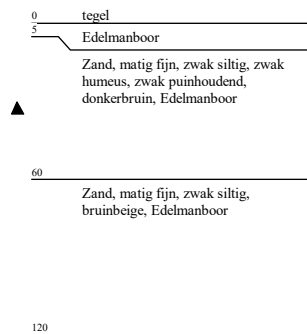 0 tegel
5 Edelmanboor
Zand, matig fijn, zwak siltig, zwak
humeus, zwak puinhoudend,
donkerbruin, Edelmanboor
60
Zand, matig fijn, zwak siltig,
bruinbeige, Edelmanboor
120